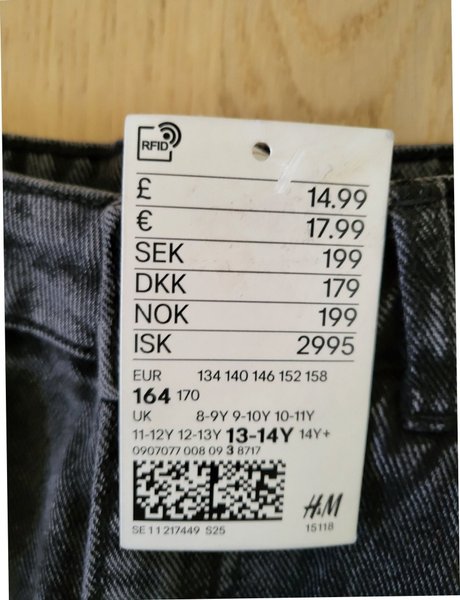 RFID
£ 14.99
€ 17.99
SEK 199
DKK 179
NOK 199
ISK 2995
EUR 134 140 146 152 158
164 170
UK 8-9Y 9-10Y 10-11Y
11-12Y 12-13Y 13-14Y 14Y+
0907077 008 09 3 8717
H&M
SE 1 1 217449 S25 15118